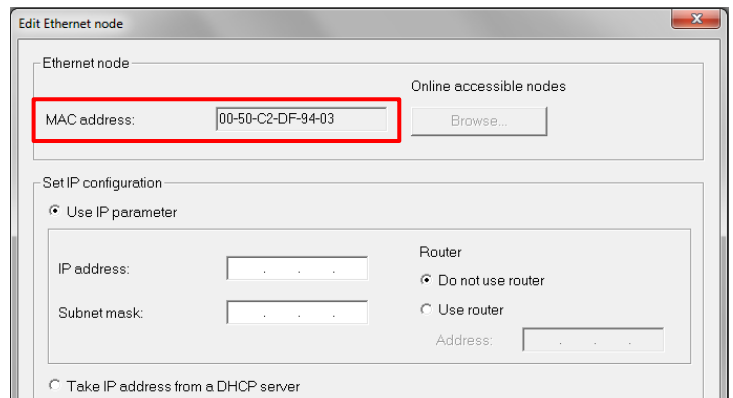 Edit Ethernet node
Ethernet node
Online accessible nodes
MAC address: 00-50-C2-DF-94-03 Browse...
Set IP configuration
Use IP parameter
Router
IP address: . . . Do not use router
Subnet mask: . . . Use router
Address: . . .
Take IP address from a DHCP server